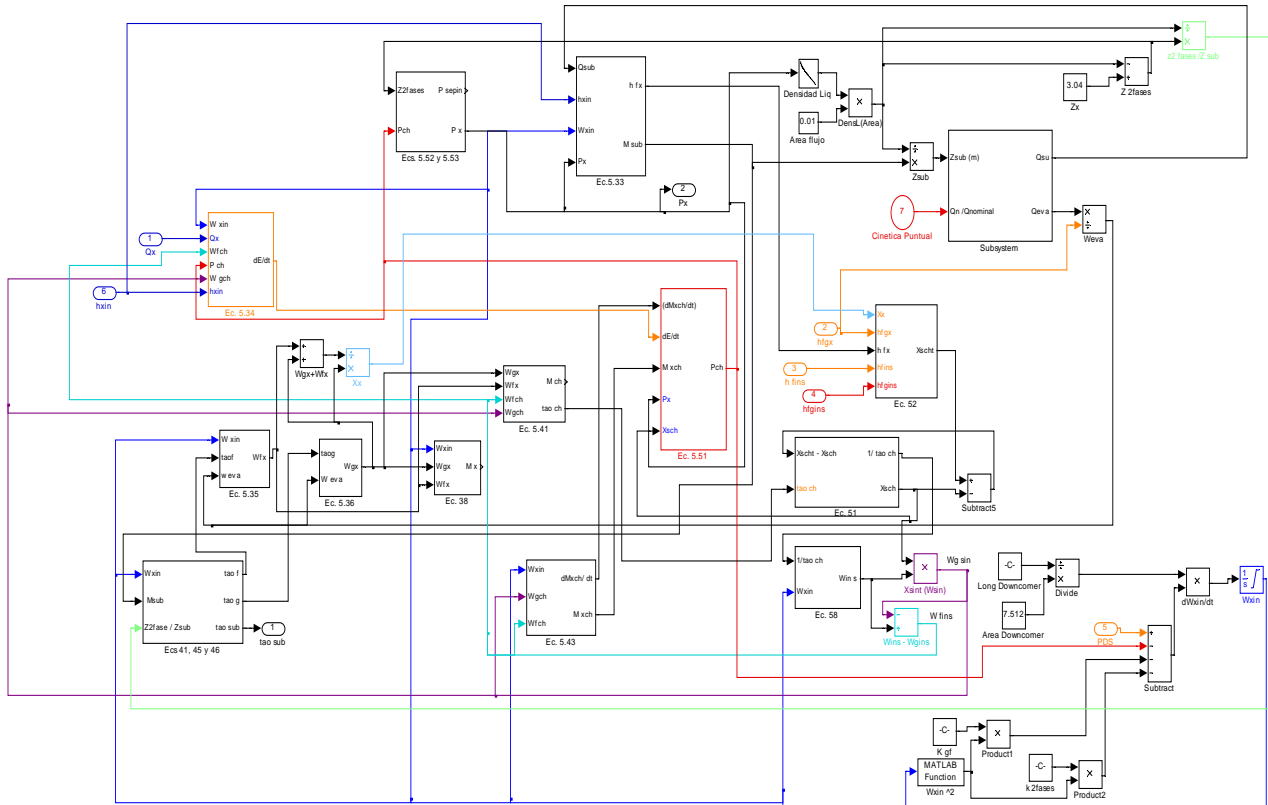 Qsub
hxin
Wxin
Px
h fx
M sub
Ec.5.33
Z2fases
Pch
P sepin
P x
Ecs. 5.52 y 5.53
Densidad Liq
0.01
Area flujo
×
DensL(Area)
÷
×
z2 fases /Z sub
3.04
Zx
-
+
Z 2fases
÷
×
Zsub
Zsub (m)
Qn /Qnominal
Qsu
Qeva
Subsystem
7
Cinetica Puntual
×
÷
Weva
2
Px
1
Qx
6
hxin
W xin
Qx
Wfch
P ch
W gch
hxin
dE/dt
Ec. 5.34
+
+
Wgx+Wfx
÷
×
Xx
Wgx
Wfx
Wfch
Wgch
M ch
tao ch
Ec. 5.41
(dMxch/dt)
dE/dt
M xch
Px
Xsch
Pch
Ec. 5.51
2
hfgx
3
h fins
4
hfgins
Xx
hfgx
h fx
hfins
hfgins
Xscht
Ec. 52
W xin
taof
w eva
Wfx
Ec. 5.35
taog
W eva
Wgx
Ec. 5.36
Wxin
Wgx
Wfx
M x
Ec. 38
Xscht - Xsch
tao ch
1/ tao ch
Xsch
Ec. 51
+
-
Subtract5
Wxin
Msub
Z2fase / Zsub
tao f
tao g
tao sub
Ecs 41, 45 y 46
1
tao sub
Wxin
Wgch
Wfch
dMxch/ dt
M xch
Ec. 5.43
1/tao ch
Wxin
Win s
Ec. 58
×
Wg sin
Xsint (Wsin)
-
+
W fins
Wins - Wgins
-C-
Long Downcomer
7.512
Area Downcomer
÷
×
Divide
×
dWxin/dt
1
s
Wxin
5
PDS
+
-
-
-
Subtract
-C-
K gf
×
Product1
MATLAB
Function
Wxin ^2
-C-
k 2fases
×
Product2